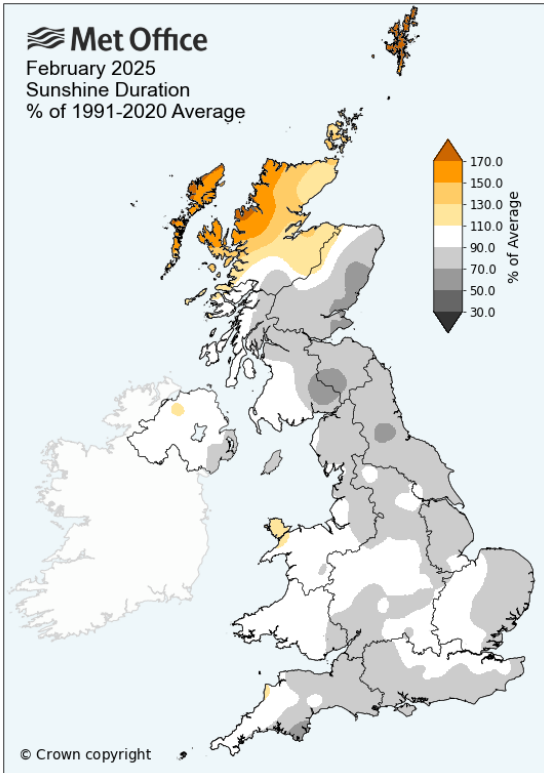 Met Office
February 2025
Sunshine Duration
% of 1991-2020 Average
170.0
150.0
130.0
110.0
90.0
70.0
50.0
30.0
% of Average
© Crown copyright